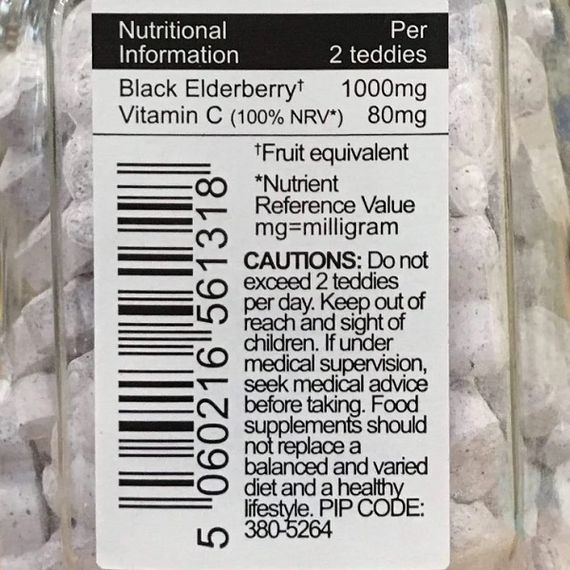 Nutritional Per
Information 2 teddies
Black Elderberry† 1000mg
Vitamin C (100% NRV*) 80mg
†Fruit equivalent
*Nutrient
Reference Value
mg=milligram
CAUTIONS: Do not
exceed 2 teddies
per day. Keep out of
reach and sight of
children. If under
medical supervision,
seek medical advice
before taking. Food
supplements should
not replace a
balanced and varied
diet and a healthy
lifestyle. PIP CODE:
380-5264
5 060216 561318